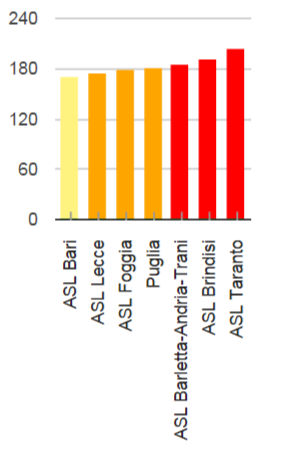 240
180
120
60
0
ASL Bari
ASL Lecce
ASL Foggia
Puglia
ASL Barletta-Andria-Trani
ASL Brindisi
ASL Taranto